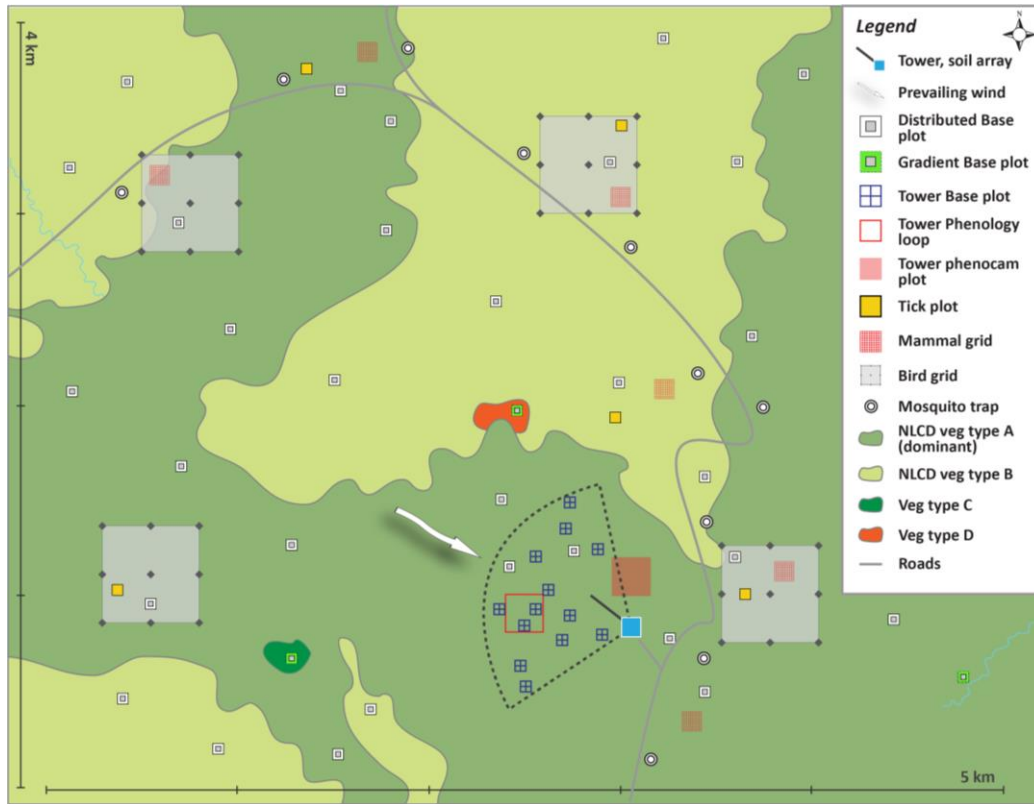 4 km
Legend
N
Tower, soil array
Prevailing wind
Distributed Base
plot
Gradient Base plot
Tower Base plot
Tower Phenology
loop
Tower phenocam
plot
Tick plot
Mammal grid
Bird grid
Mosquito trap
NLCD veg type A
(dominant)
NLCD veg type B
Veg type C
Veg type D
Roads
5 km